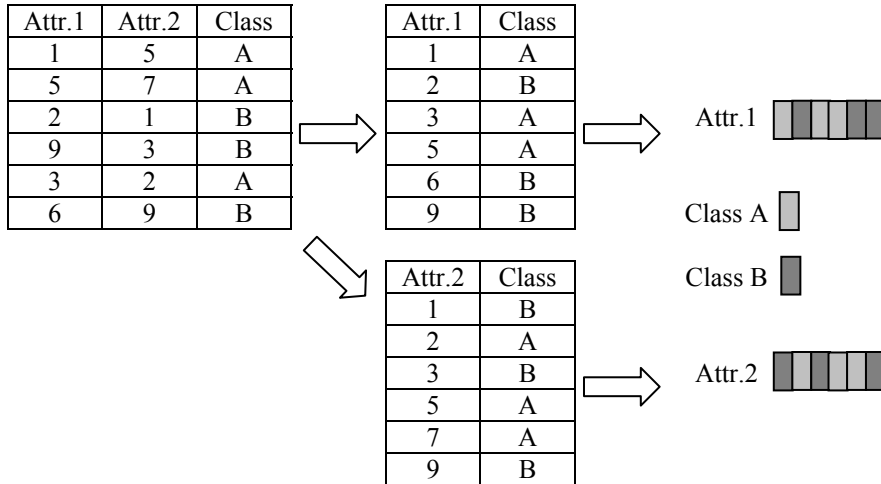 Attr.1 Attr.2 Class
1 5 A
5 7 A
2 1 B
9 3 B
3 2 A
6 9 B
Attr.1 Class
1 A
2 B
3 A
5 A
6 B
9 B
Attr.1
Class A
Class B
Attr.2 Class
1 B
2 A
3 B
5 A
7 A
9 B
Attr.2